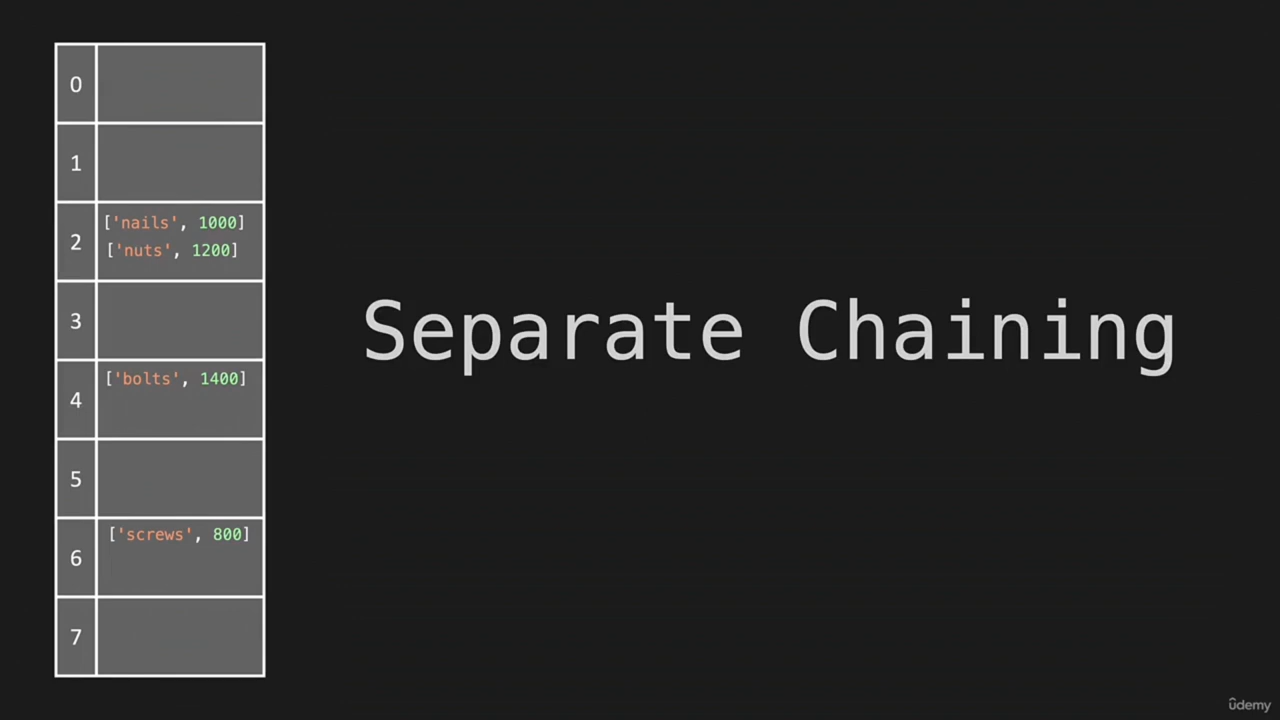 0
1
2
['nails', 1000]
['nuts', 1200]
3
4
['bolts', 1400]
5
6
['screws', 800]
7
Separate Chaining
ûdemy